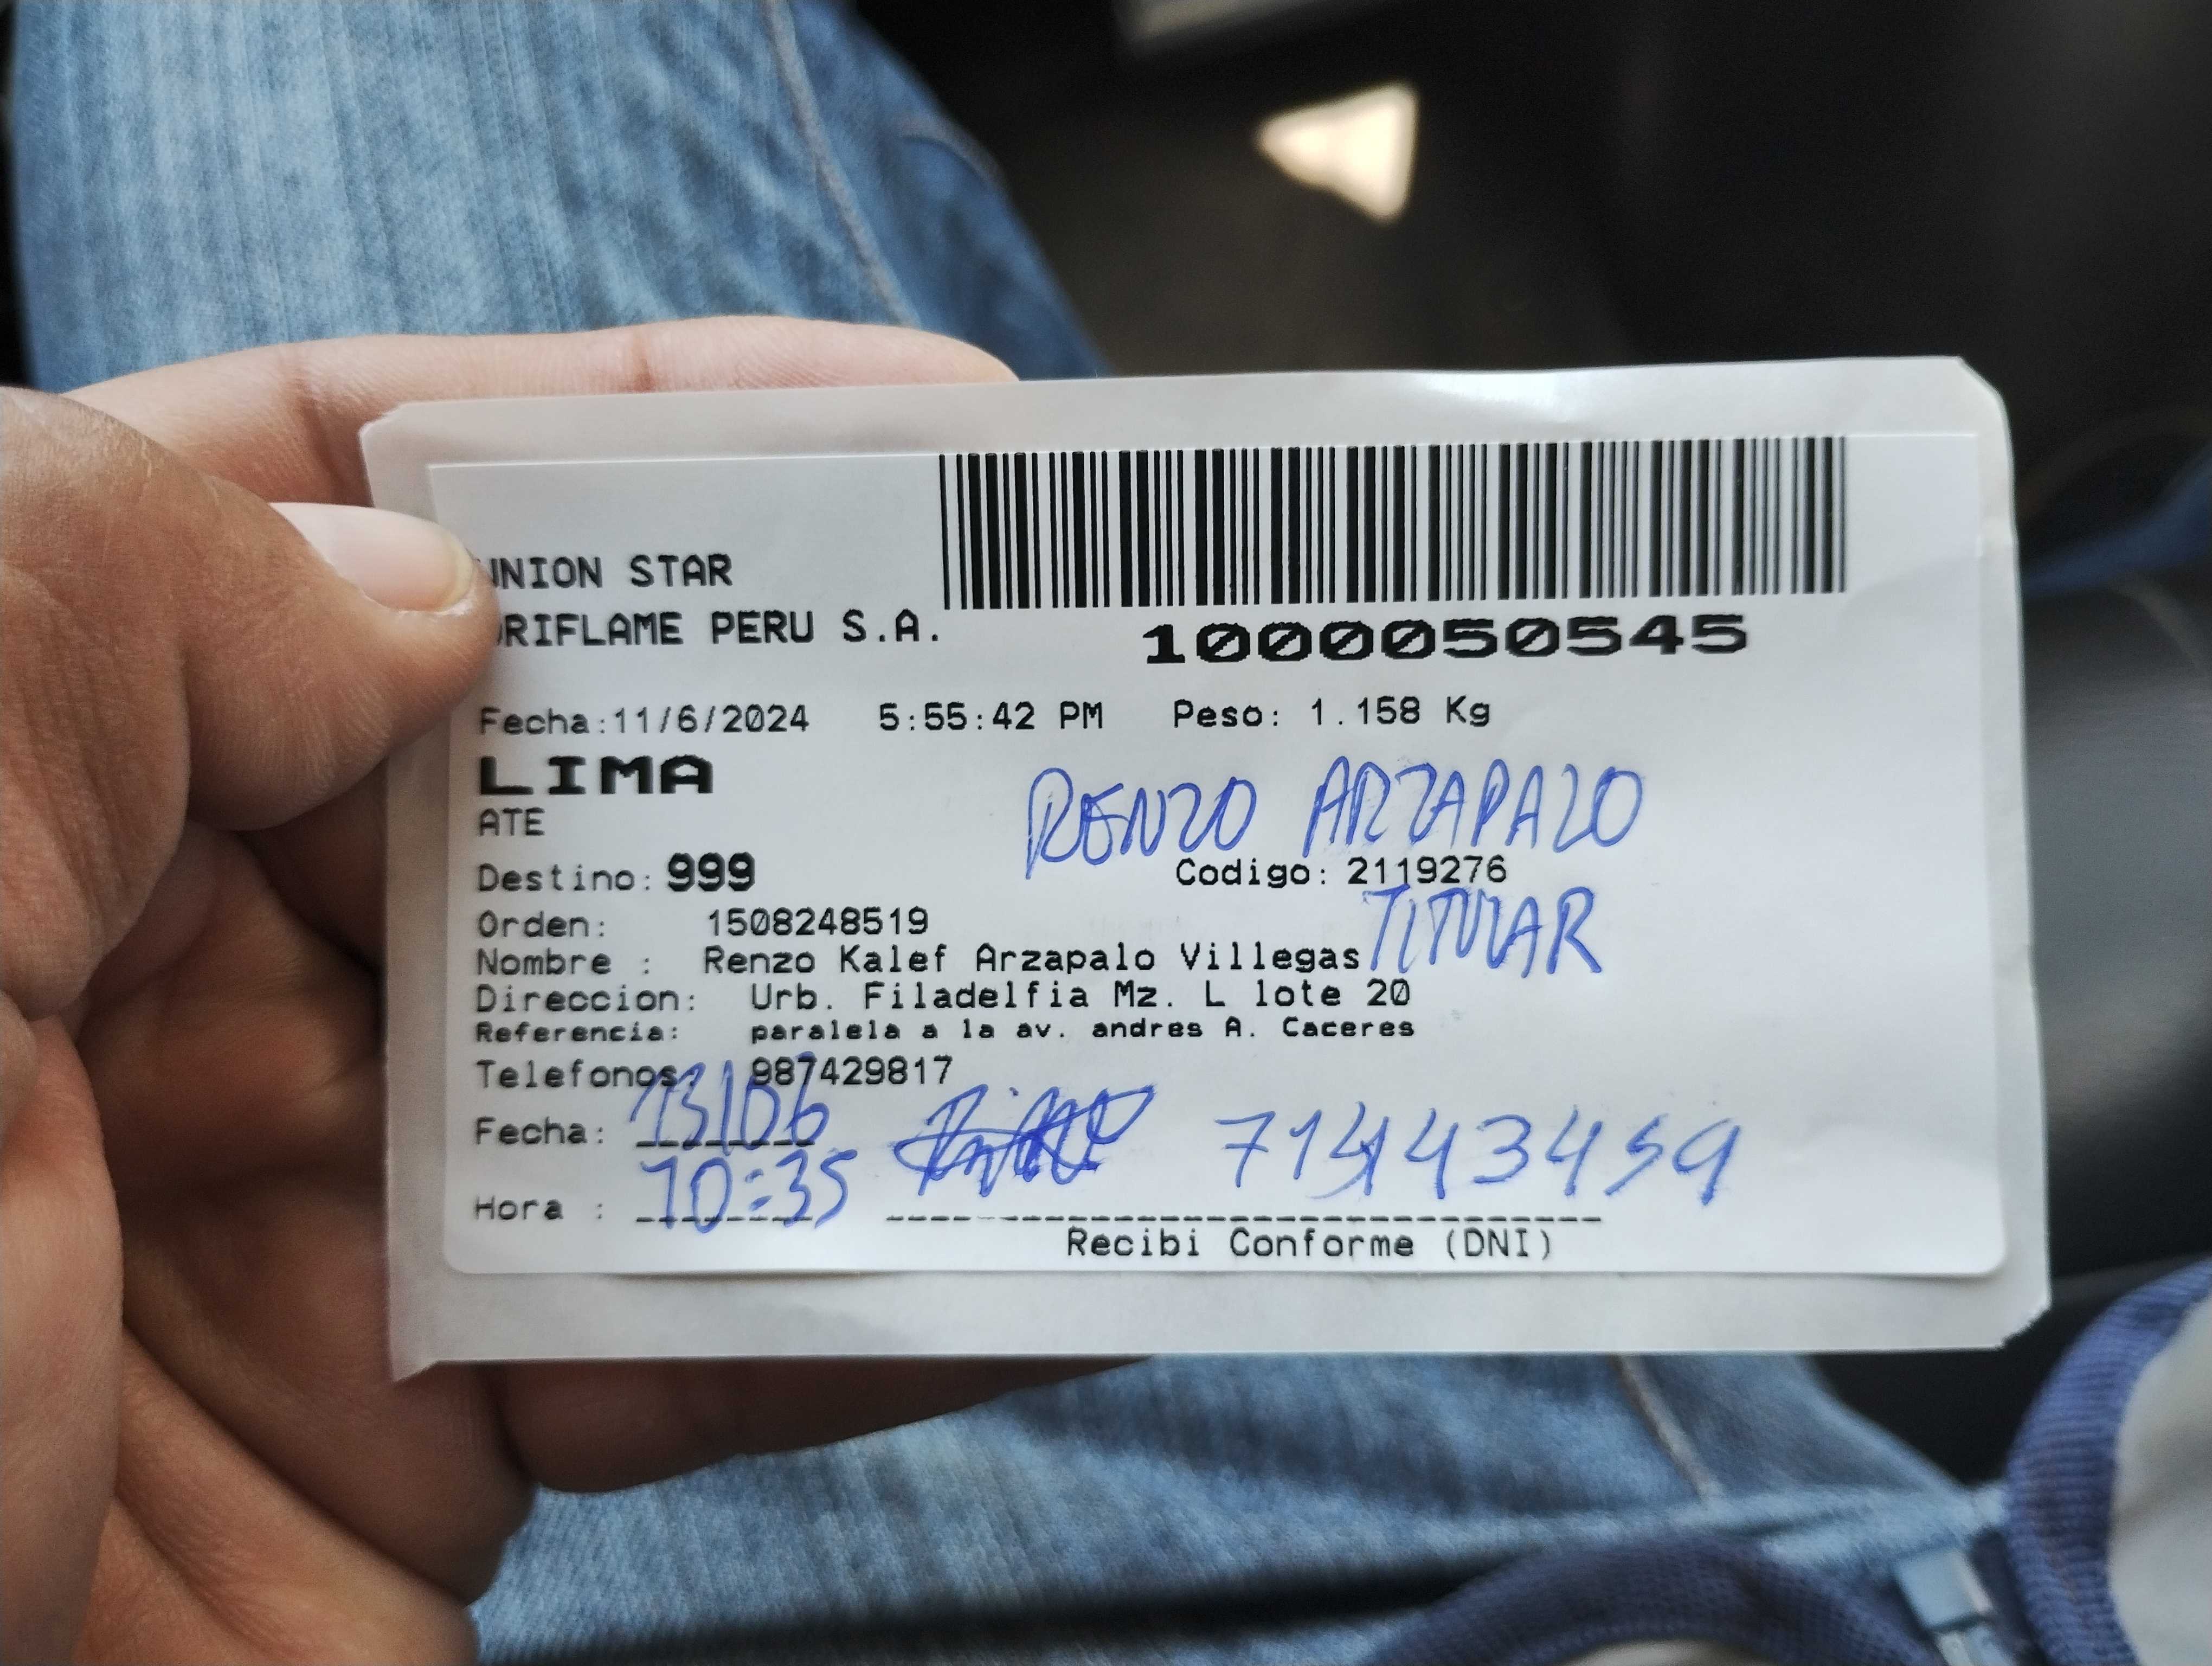 UNION STAR
ORIFLAME PERU S.A.
1000050545
Fecha:11/6/2024 5:55:42 PM Peso: 1.158 Kg
LIMA
RENZO ARZAPALO
ATE
Destino: 999 Codigo: 2119276
TITULAR
Orden: 1508248519
Nombre : Renzo Kalef Arzapalo Villegas
Direccion: Urb. Filadelfia Mz. L lote 20
Referencia: paralela a la av. andres A. Caceres
Telefonos: 987429817
Fecha: 13/06
71443459
Hora : 10:35
Recibi Conforme (DNI)